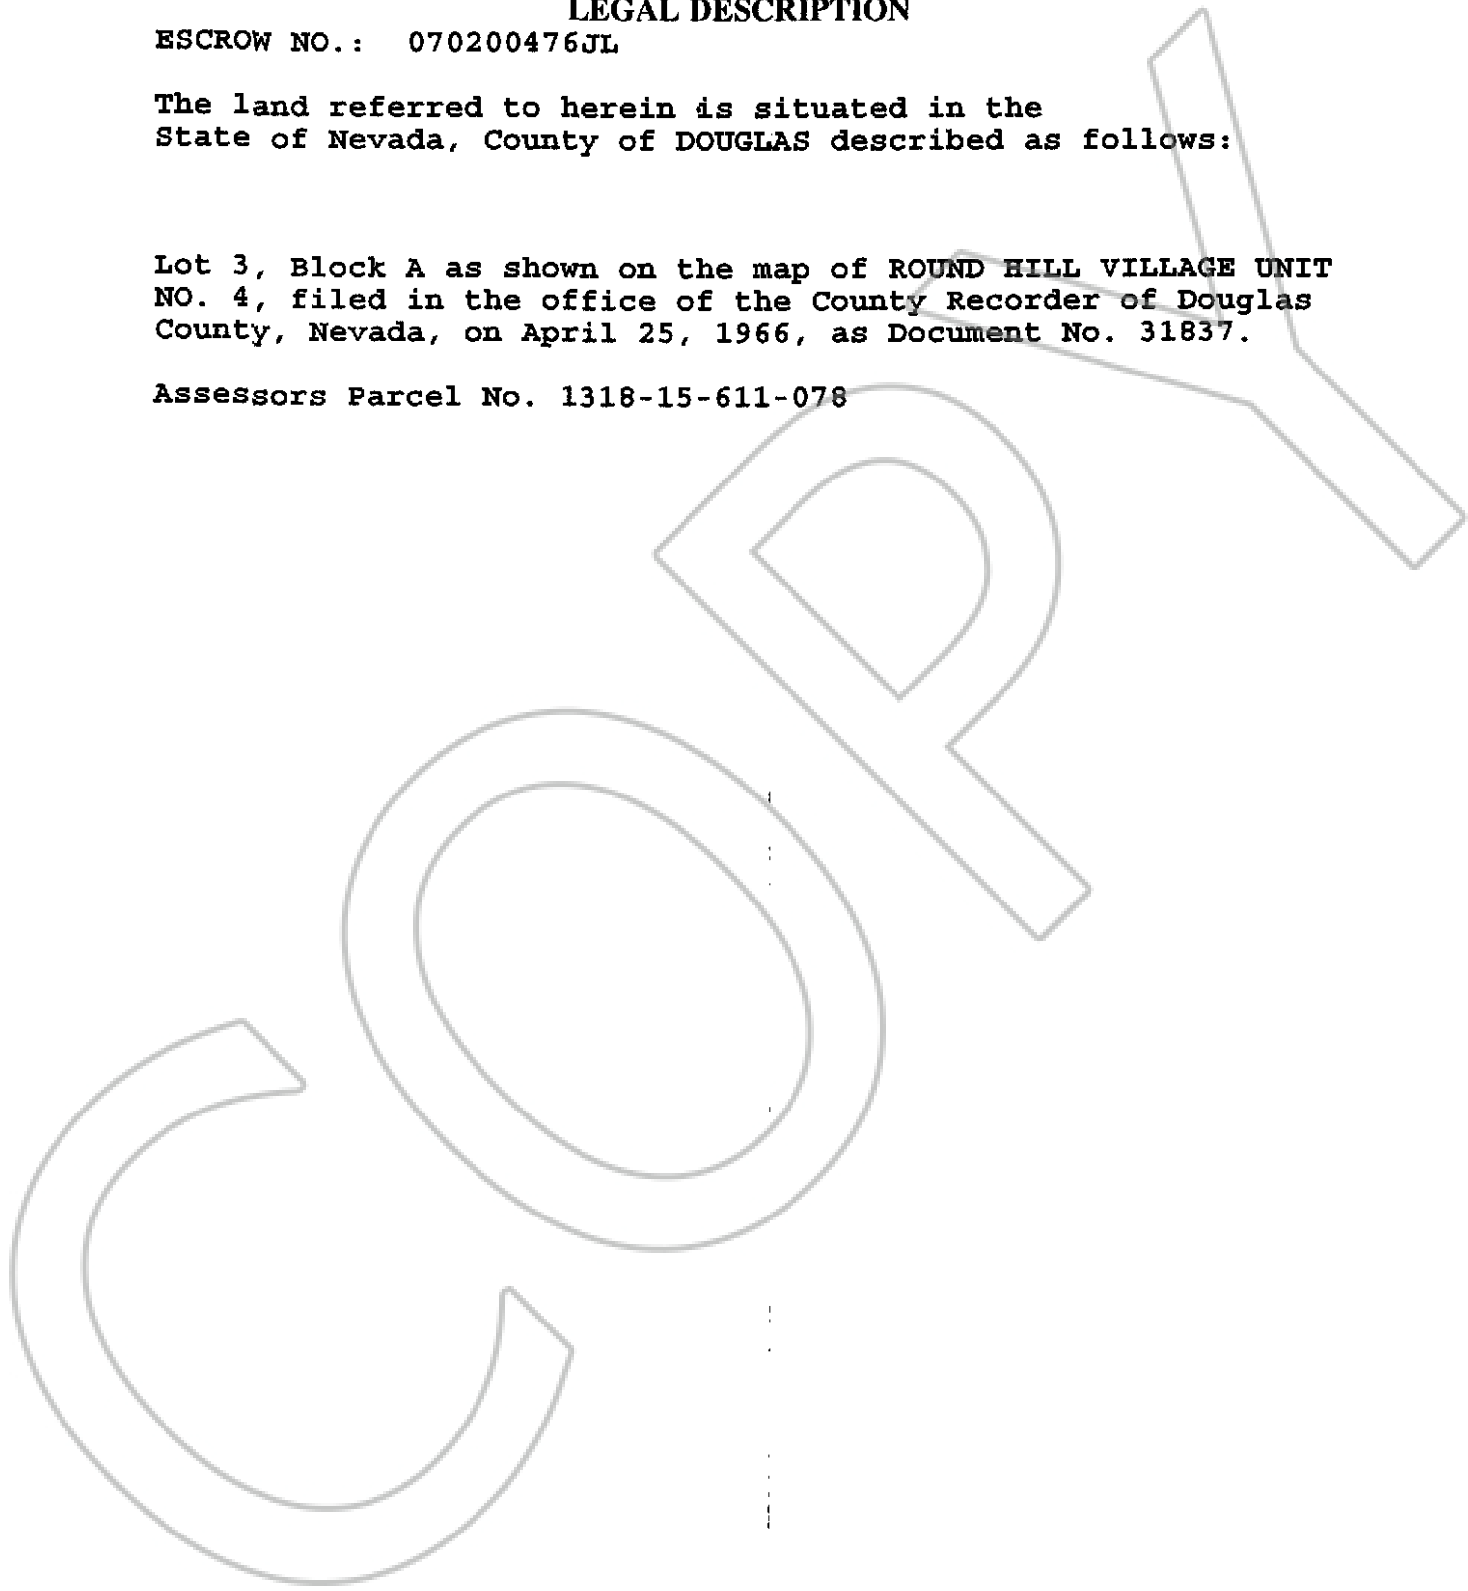 LEGAL DESCRIPTION
ESCROW NO.: 070200476JL
The land referred to herein is situated in the
State of Nevada, County of DOUGLAS described as follows:
Lot 3, Block A as shown on the map of ROUND HILL VILLAGE UNIT
NO. 4, filed in the office of the County Recorder of Douglas
County, Nevada, on April 25, 1966, as Document No. 31837.
Assessors Parcel No. 1318-15-611-078
COPY